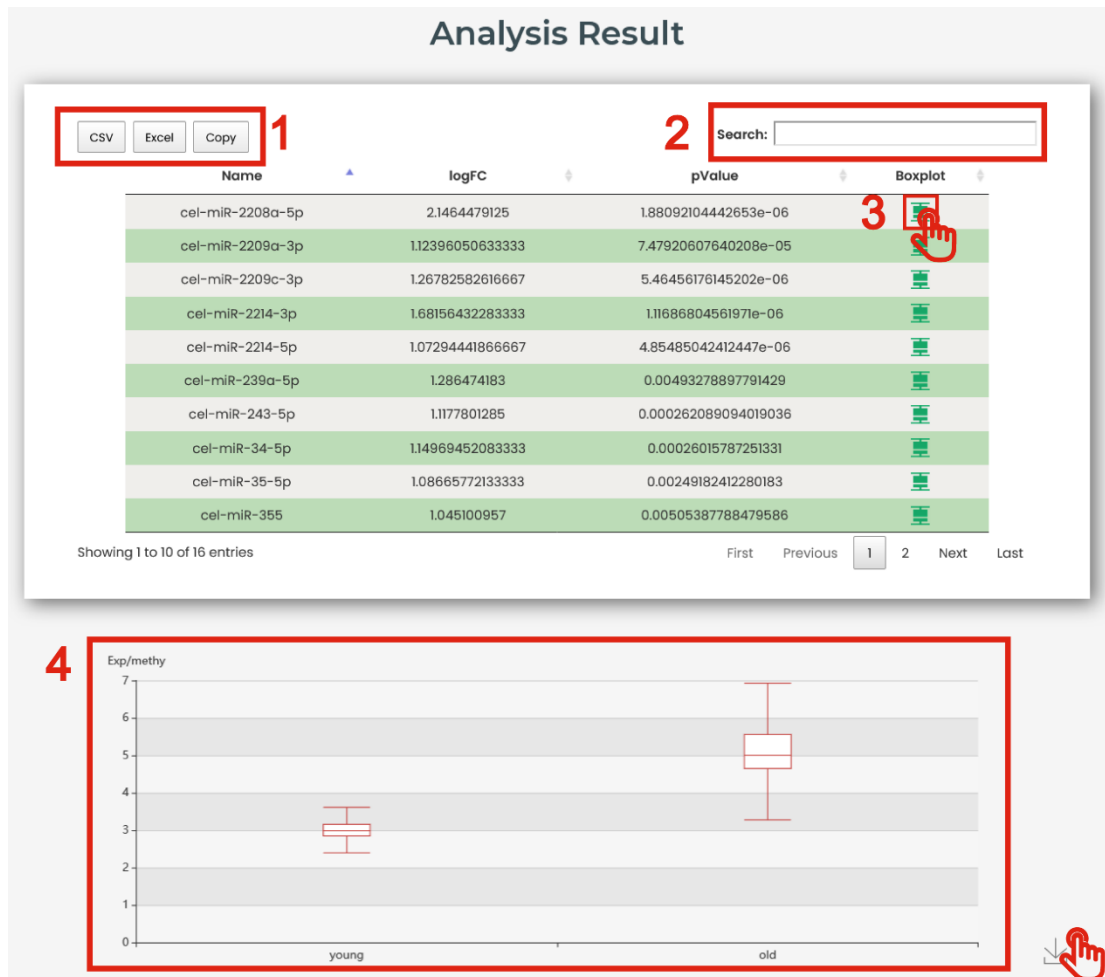 Analysis Result
CSV Excel Copy 1 2 Search:
Name logFC pValue Boxplot
cel-miR-2208a-5p 2.1464479125 1.88092104442653e-06 3
cel-miR-2209a-3p 1.12396050633333 7.47920607640208e-05
cel-miR-2209c-3p 1.26782582616667 5.46456176145202e-06
cel-miR-2214-3p 1.68156432283333 1.11686804561971e-06
cel-miR-2214-5p 1.07294441866667 4.85485042412447e-06
cel-miR-239a-5p 1.286474183 0.00493278897791429
cel-miR-243-5p 1.1177801285 0.000262089094019036
cel-miR-34-5p 1.14969452083333 0.00026015787251331
cel-miR-35-5p 1.08665772133333 0.00249182412280183
cel-miR-355 1.045100957 0.00505387788479586
Showing 1 to 10 of 16 entries First Previous 1 2 Next Last
4
Exp/methy
7
6
5
4
3
2
1
0
young old